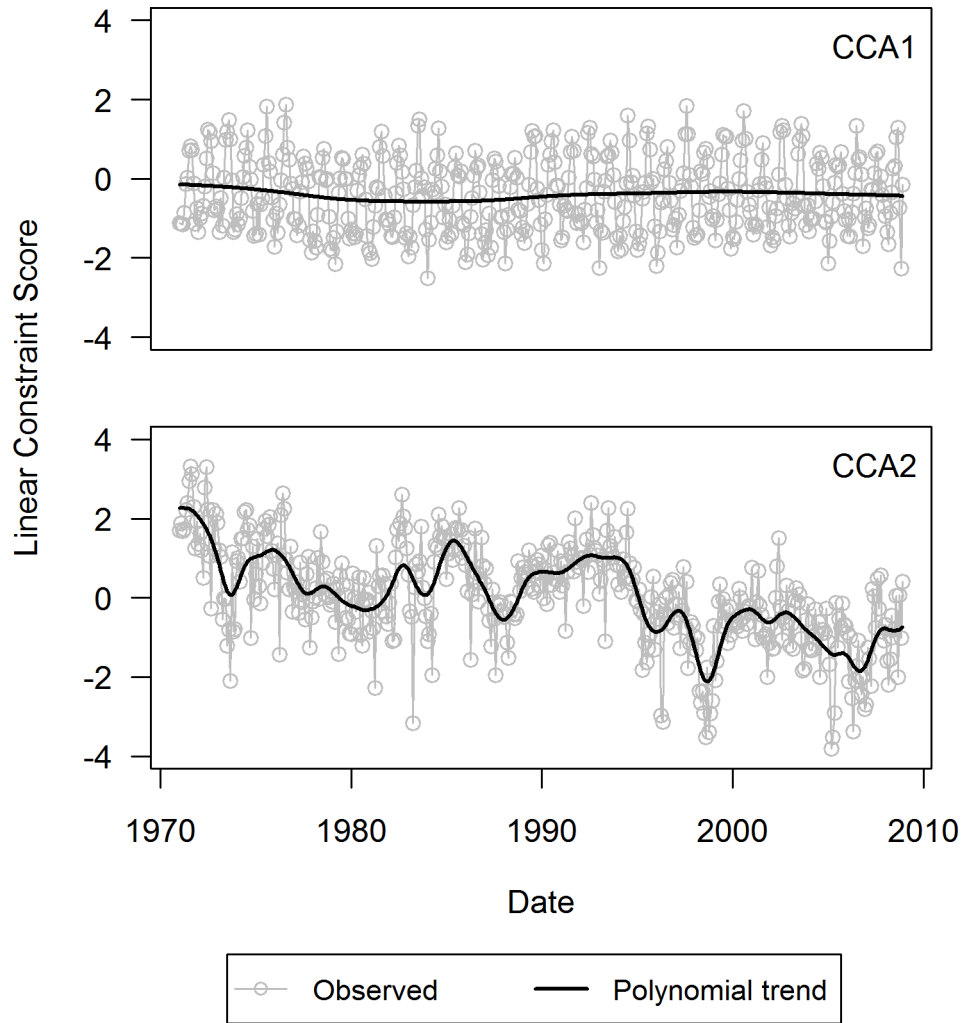 Linear Constraint Score
4
2
0
-2
-4
CCA1
4
2
0
-2
-4
CCA2
1970 1980 1990 2000 2010
Date
Observed Polynomial trend